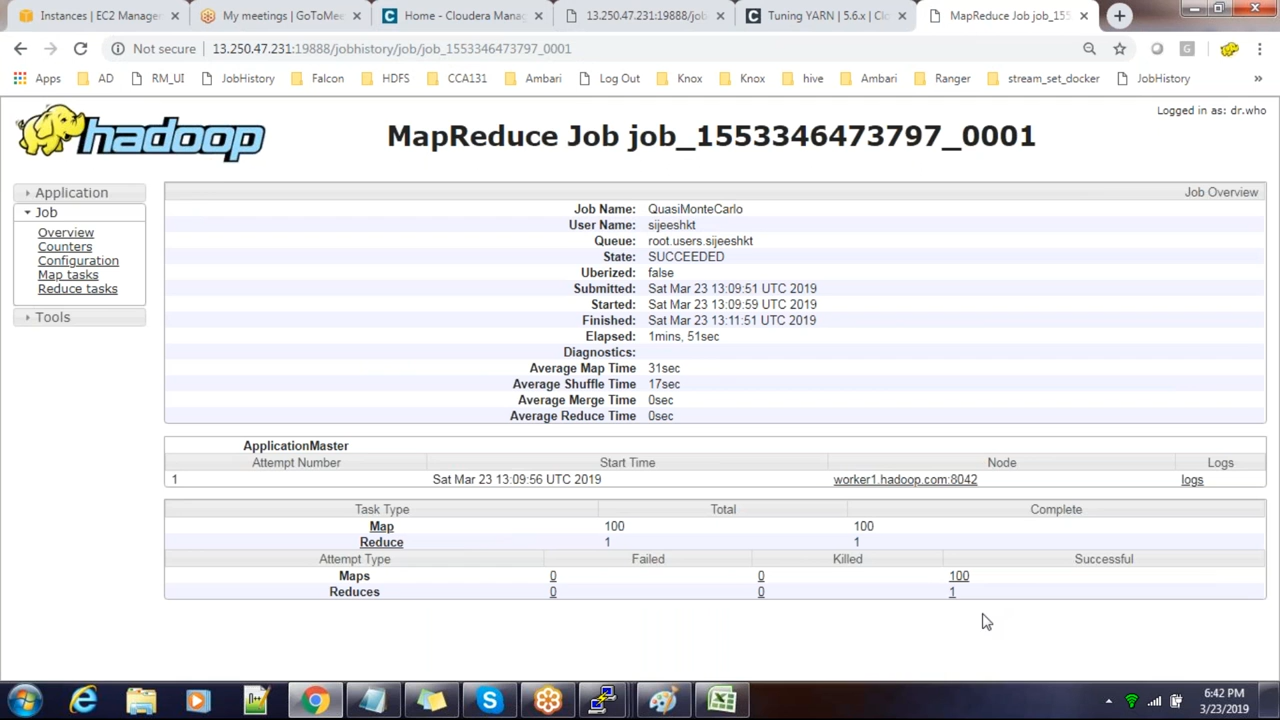 Instances | EC2 Manager
My meetings | GoToMee
Home - Cloudera Mana
13.250.47.231:19888/job
Tuning YARN | 5.6.x | Clo
MapReduce Job job_15
Not secure
13.250.47.231:19888/jobhistory/job/job_1553346473797_0001
Apps
AD
RM_UI
JobHistory
Falcon
HDFS
CCA131
Ambari
Log Out
Knox
Knox
hive
Ambari
Ranger
stream_set_docker
JobHistory
»
Logged in as: dr.who
hadoop
MapReduce Job job_1553346473797_0001
Application
Job
Overview
Counters
Configuration
Map tasks
Reduce tasks
Tools
Job Overview
Job Name: QuasiMonteCarlo
User Name: sijeeshkt
Queue: root.users.sijeeshkt
State: SUCCEEDED
Uberized: false
Submitted: Sat Mar 23 13:09:51 UTC 2019
Started: Sat Mar 23 13:09:59 UTC 2019
Finished: Sat Mar 23 13:11:51 UTC 2019
Elapsed: 1mins, 51sec
Diagnostics:
Average Map Time 31sec
Average Shuffle Time 17sec
Average Merge Time 0sec
Average Reduce Time 0sec
ApplicationMaster
Attempt Number Start Time Node Logs
1 Sat Mar 23 13:09:56 UTC 2019 worker1.hadoop.com:8042 logs
Task Type Total Complete
Map 100 100
Reduce 1 1
Attempt Type Failed Killed Successful
Maps 0 0 100
Reduces 0 0 1
6:42 PM
3/23/2019